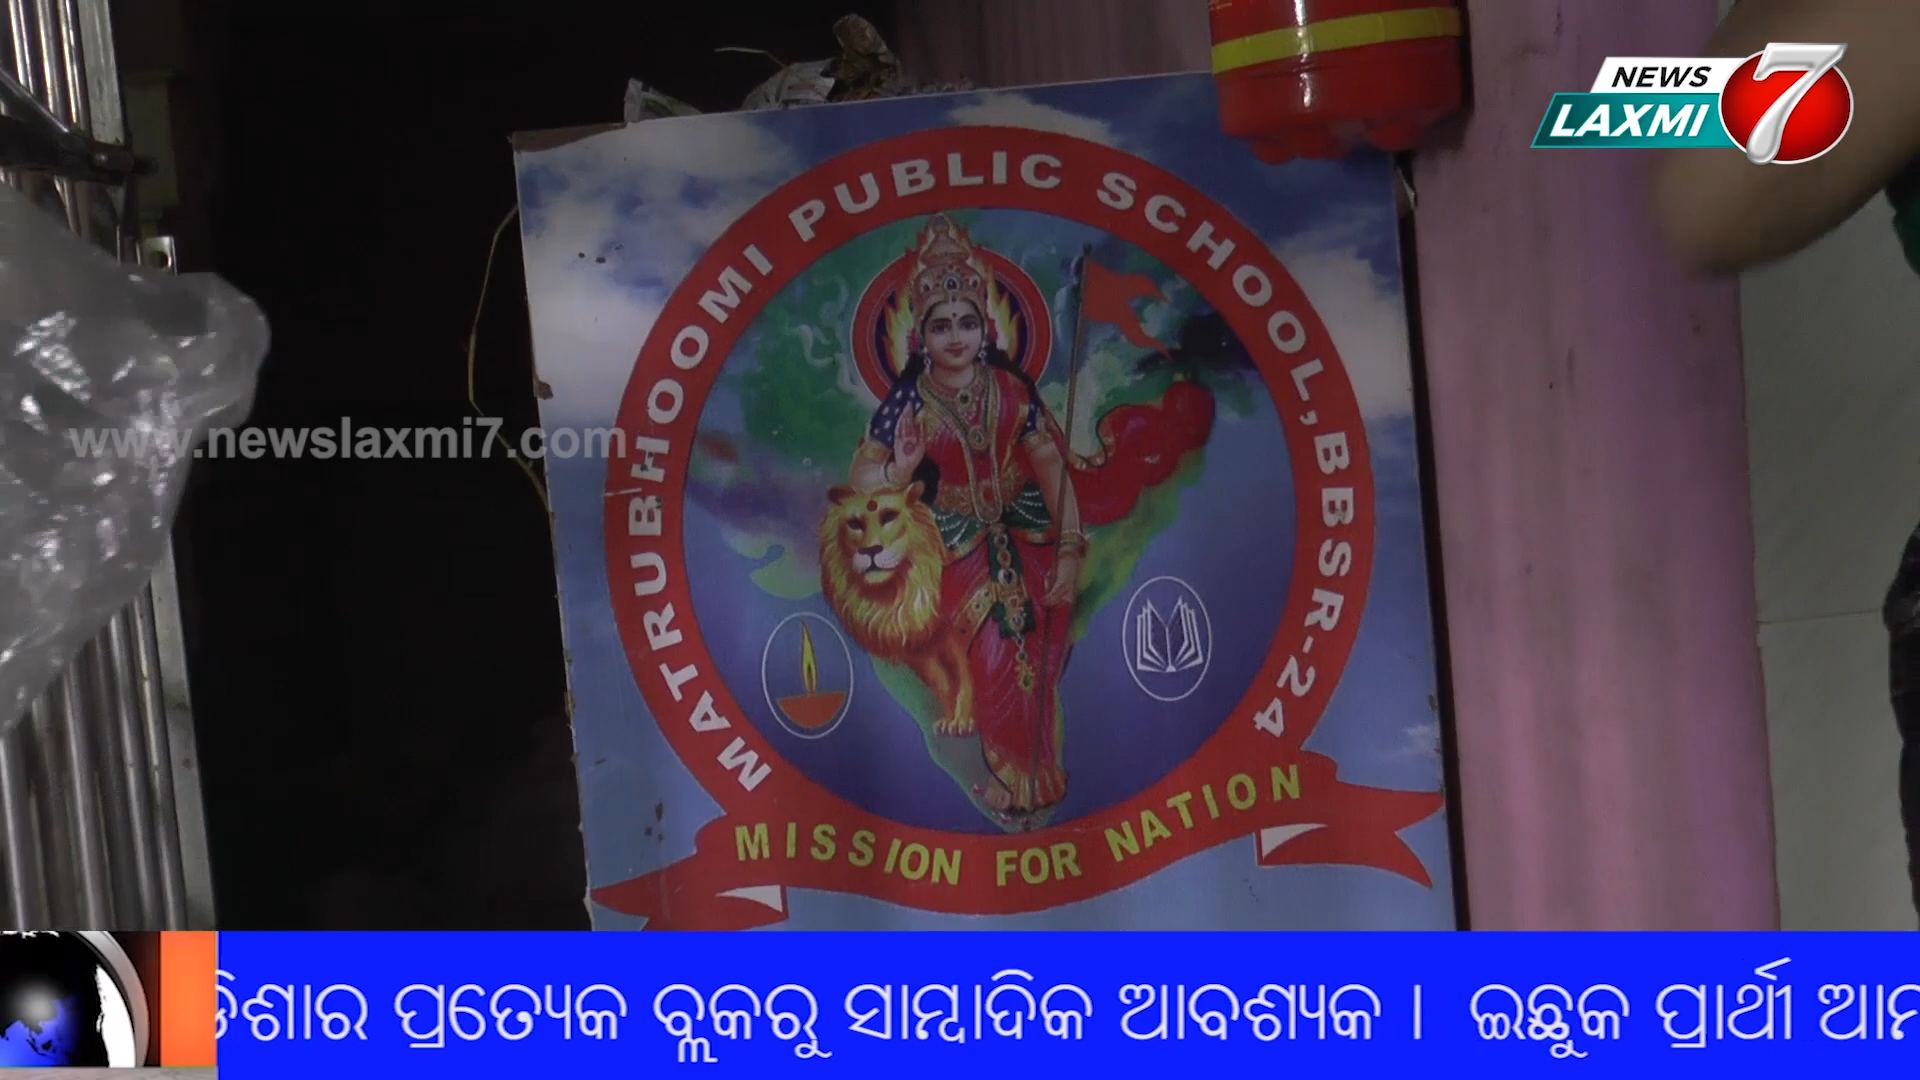 NEWS
LAXMI 7
MATRUBHOOMI PUBLIC SCHOOL, BBSR-24
www.newslaxmi7.com
MISSION FOR NATION
ପ୍ରତ୍ୟେକ ବ୍ଲକରୁ ସାମ୍ବାଦିକ ଆବଶ୍ୟକ । ଇଚ୍ଛୁକ ପ୍ରାର୍ଥୀ